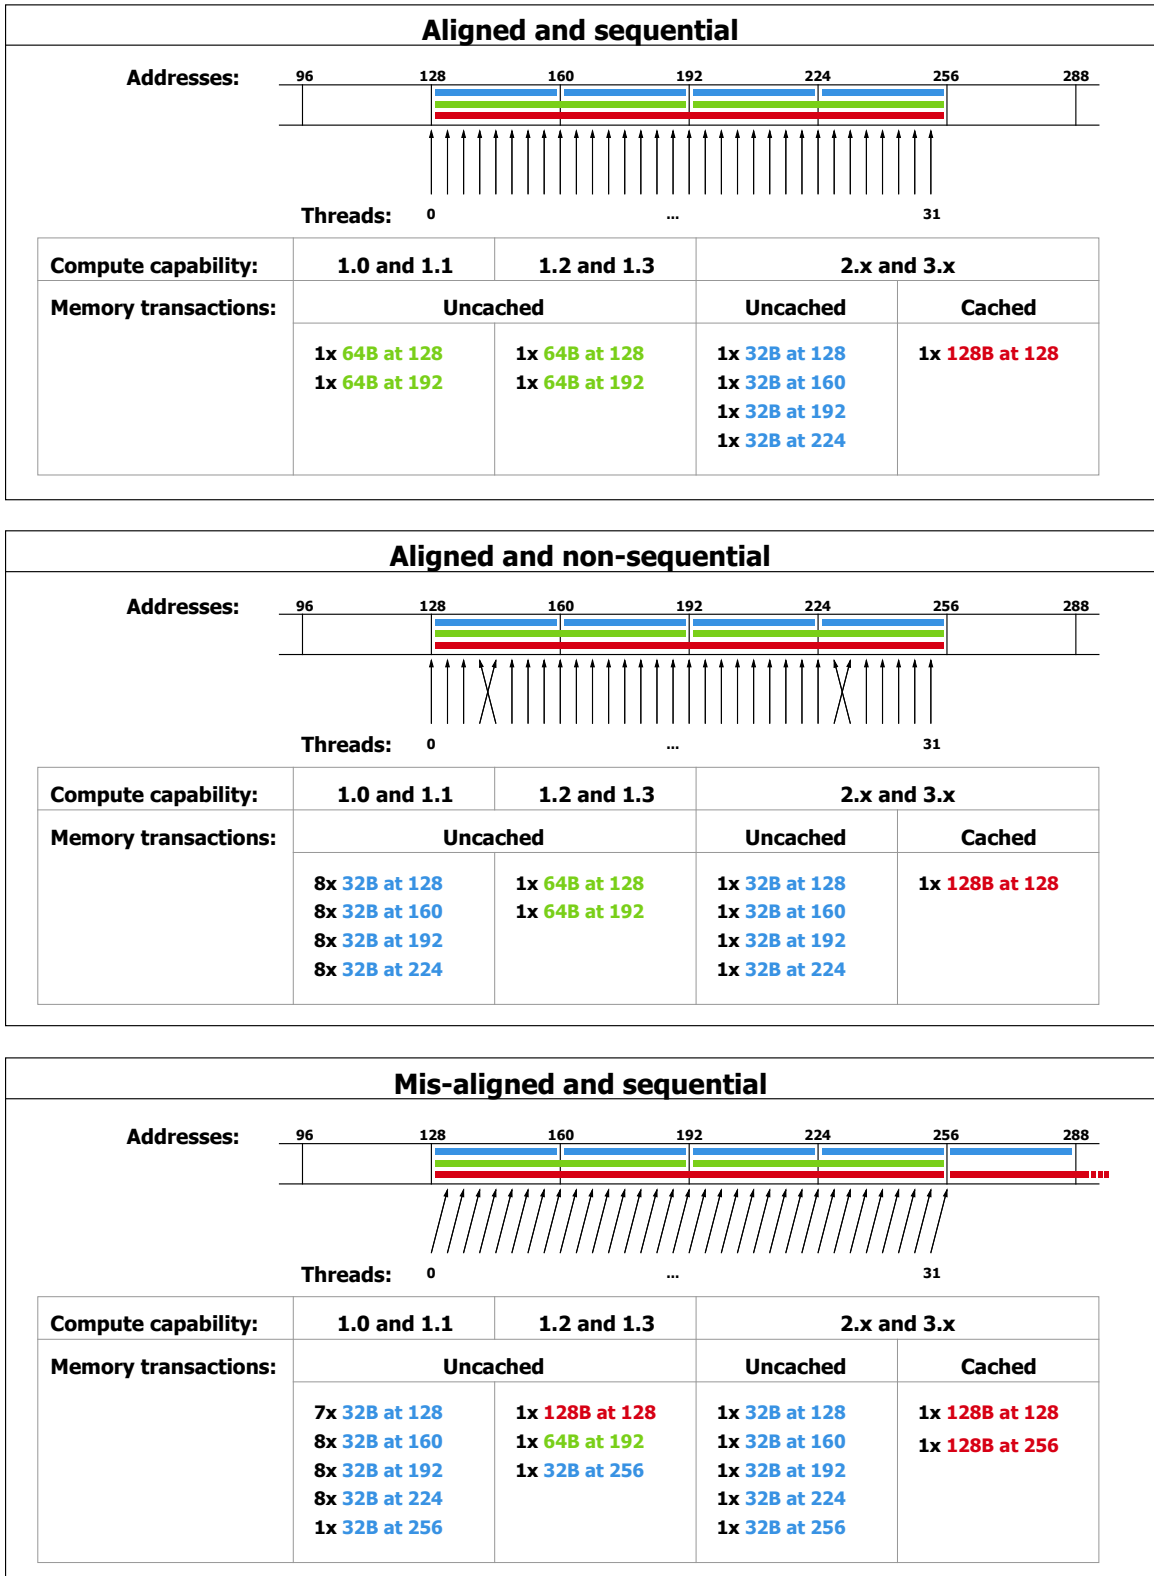 Aligned and sequential
Addresses: 96 128 160 192 224 256 288
Threads: 0 ... 31
Compute capability: 1.0 and 1.1 1.2 and 1.3 2.x and 3.x
Memory transactions: Uncached Uncached Cached
1x 64B at 128 1x 64B at 128 1x 32B at 128 1x 128B at 128
1x 64B at 192 1x 64B at 192 1x 32B at 160
1x 32B at 192
1x 32B at 224
Aligned and non-sequential
Addresses: 96 128 160 192 224 256 288
Threads: 0 ... 31
Compute capability: 1.0 and 1.1 1.2 and 1.3 2.x and 3.x
Memory transactions: Uncached Uncached Cached
8x 32B at 128 1x 64B at 128 1x 32B at 128 1x 128B at 128
8x 32B at 160 1x 64B at 192 1x 32B at 160
8x 32B at 192 1x 32B at 192
8x 32B at 224 1x 32B at 224
Mis-aligned and sequential
Addresses: 96 128 160 192 224 256 288
Threads: 0 ... 31
Compute capability: 1.0 and 1.1 1.2 and 1.3 2.x and 3.x
Memory transactions: Uncached Uncached Cached
7x 32B at 128 1x 128B at 128 1x 32B at 128 1x 128B at 128
8x 32B at 160 1x 64B at 192 1x 32B at 160 1x 128B at 256
8x 32B at 192 1x 32B at 256 1x 32B at 192
8x 32B at 224 1x 32B at 224
1x 32B at 256 1x 32B at 256